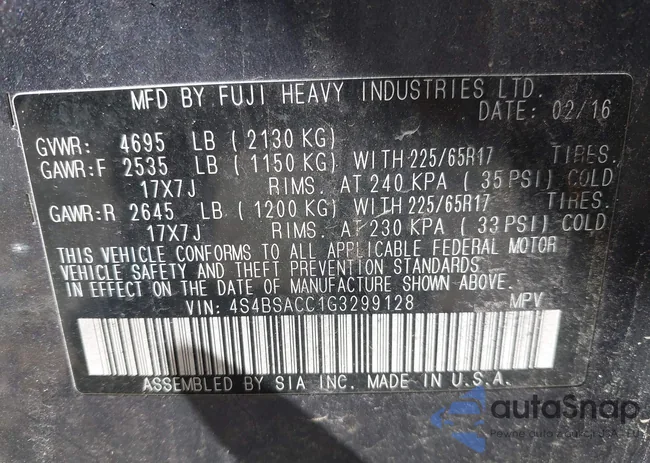 MFD BY FUJI HEAVY INDUSTRIES LTD.
DATE: 02/16
GVWR: 4695 LB (2130 KG)
GAWR:F 2535 LB (1150 KG) WITH 225/65R17 TIRES.
17X7J RIMS. AT 240 KPA (35 PSI) COLD
GAWR:R 2645 LB (1200 KG) WITH 225/65R17 TIRES.
17X7J RIMS. AT 230 KPA (33 PSI) COLD
THIS VEHICLE CONFORMS TO ALL APPLICABLE FEDERAL MOTOR
VEHICLE SAFETY AND THEFT PREVENTION STANDARDS
IN EFFECT ON THE DATE OF MANUFACTURE SHOWN ABOVE.
VIN: 4S4BSACC1G3299128 MPV
ASSEMBLED BY SIA INC. MADE IN U.S.A.
autoSnap
Pewne auto z Aukcji USA